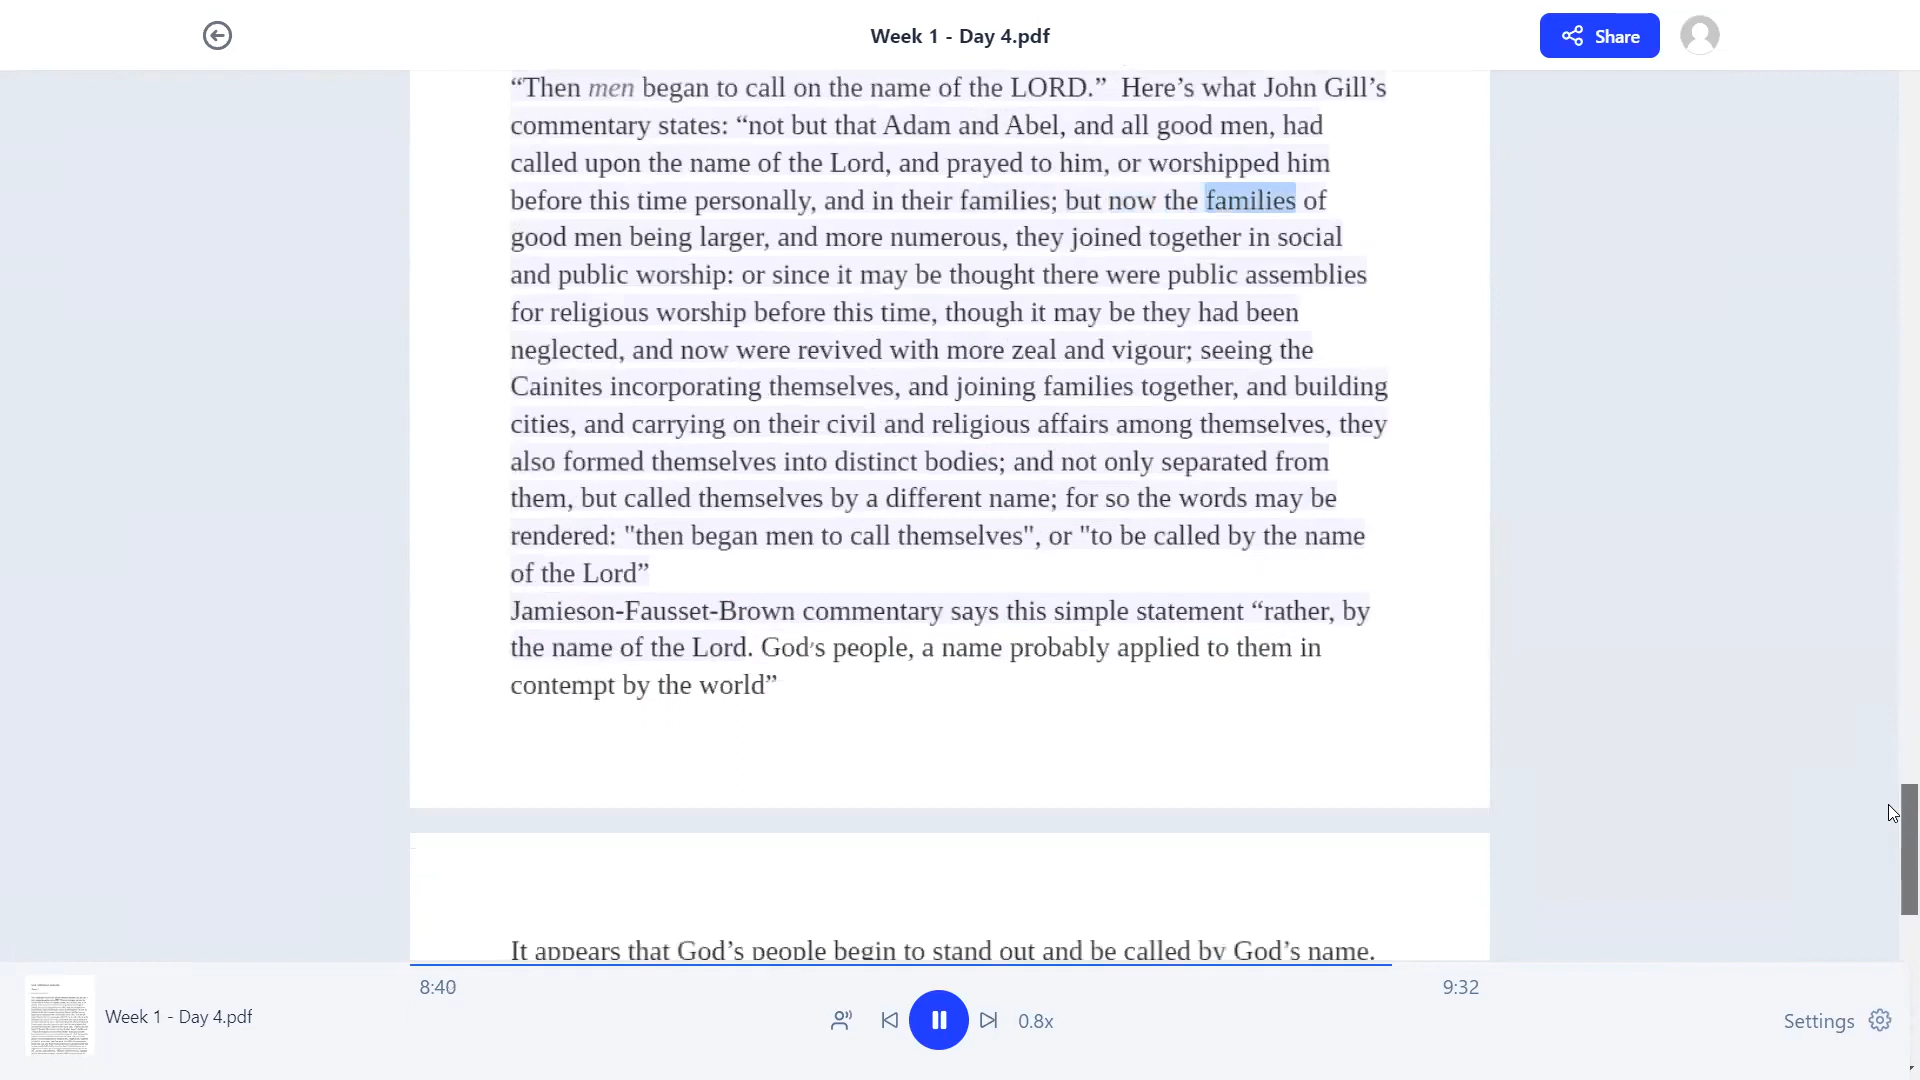 Week 1 - Day 4.pdf
Share
“Then men began to call on the name of the LORD.”  Here’s what John Gill’s
commentary states: “not but that Adam and Abel, and all good men, had
called upon the name of the Lord, and prayed to him, or worshipped him
before this time personally, and in their families; but now the families of
good men being larger, and more numerous, they joined together in social
and public worship: or since it may be thought there were public assemblies
for religious worship before this time, though it may be they had been
neglected, and now were revived with more zeal and vigour; seeing the
Cainites incorporating themselves, and joining families together, and building
cities, and carrying on their civil and religious affairs among themselves, they
also formed themselves into distinct bodies; and not only separated from
them, but called themselves by a different name; for so the words may be
rendered: "then began men to call themselves", or "to be called by the name
of the Lord”
Jamieson-Fausset-Brown commentary says this simple statement “rather, by
the name of the Lord. God’s people, a name probably applied to them in
contempt by the world”
It appears that God’s people begin to stand out and be called by God’s name.
8:40
9:32
Week 1 - Day 4.pdf
0.8x
Settings